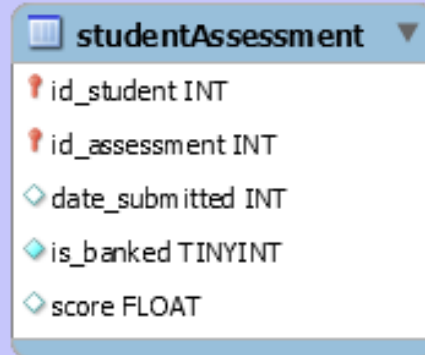 studentAssessment
id_student INT
id_assessment INT
date_submitted INT
is_banked TINYINT
score FLOAT